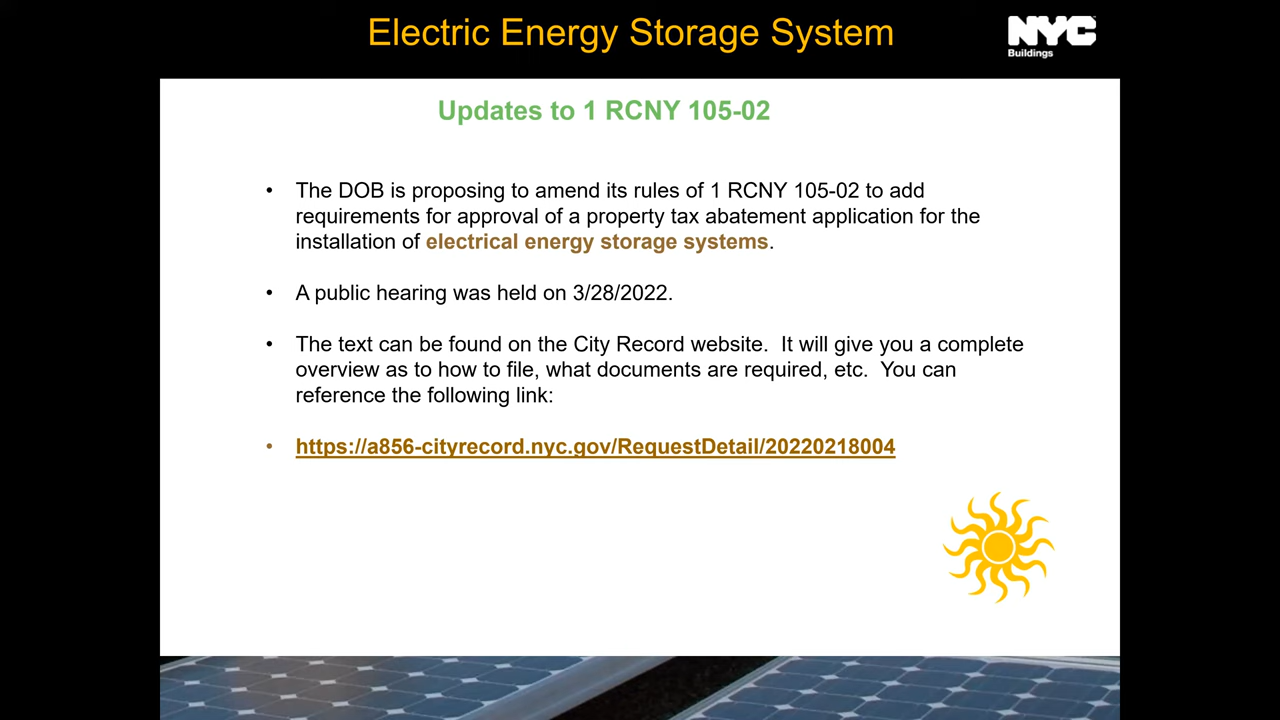 Electric Energy Storage System
NYC
Buildings
Updates to 1 RCNY 105-02
• The DOB is proposing to amend its rules of 1 RCNY 105-02 to add
requirements for approval of a property tax abatement application for the
installation of electrical energy storage systems.
• A public hearing was held on 3/28/2022.
• The text can be found on the City Record website.  It will give you a complete
overview as to how to file, what documents are required, etc.  You can
reference the following link:
• https://a856-cityrecord.nyc.gov/RequestDetail/20220218004